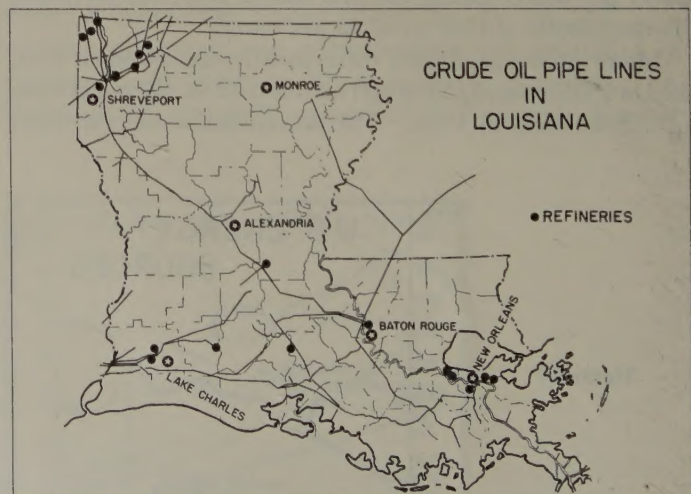 CRUDE OIL PIPE LINES
IN
LOUISIANA
SHREVEPORT
MONROE
ALEXANDRIA
REFINERIES
BATON ROUGE
NEW ORLEANS
LAKE CHARLES